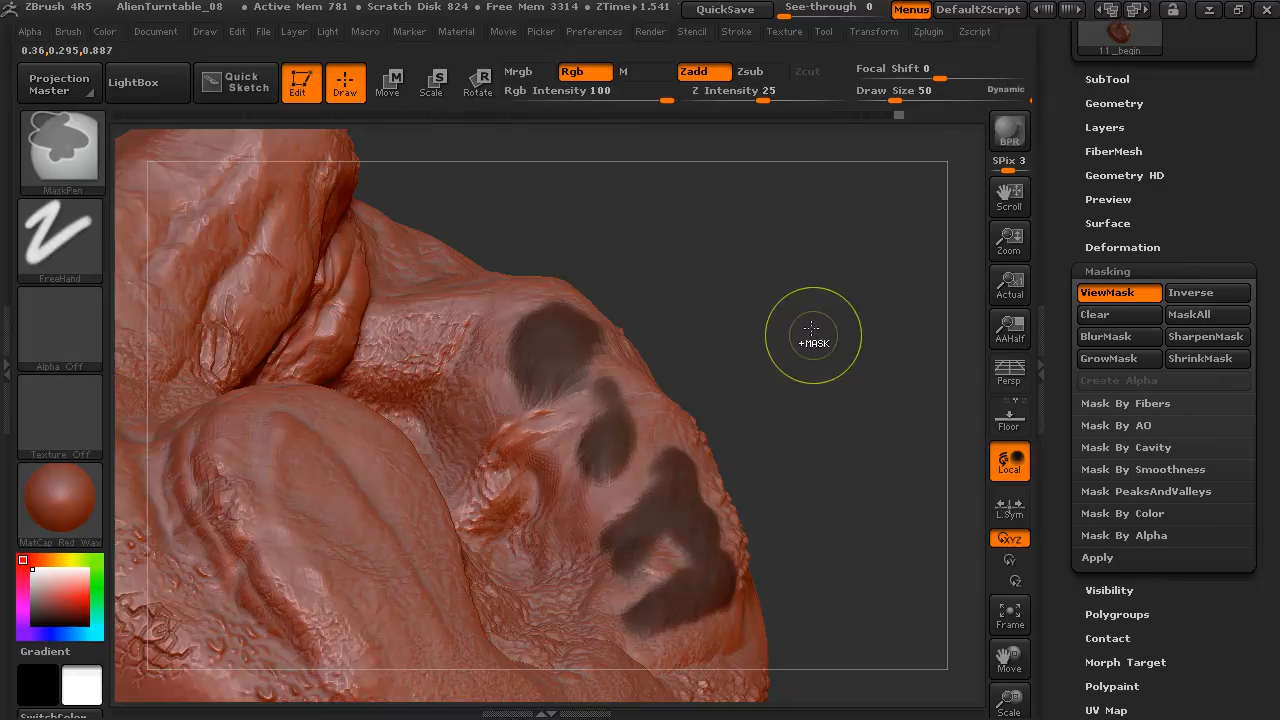 ZBrush 4R5 AlienTurntable_08 • Active Mem 781 • Scratch Disk 824 • Free Mem 3314 • ZTime▶1.541 QuickSave See-through 0 Menus DefaultZScript
Alpha Brush Color Document Draw Edit File Layer Light Macro Marker Material Movie Picker Preferences Render Stencil Stroke Texture Tool Transform Zplugin Zscript
0.36,0.295,0.887
Projection Master
LightBox
Quick Sketch
Edit
Draw
Move
Scale
Rotate
Mrgb Rgb M
Rgb Intensity 100
Zadd Zsub Zcut
Z Intensity 25
Focal Shift 0
Draw Size 50 Dynamic
MaskPen
FreeHand
Alpha Off
Texture Off
MatCap Red Wax
Gradient
SwitchColor
+MASK
BPR
SPix 3
Scroll
Zoom
Actual
AAHalf
Persp
Floor
Local
L.Sym
XYZ
Y
Z
Frame
Move
Scale
11_begin
SubTool
Geometry
Layers
FiberMesh
Geometry HD
Preview
Surface
Deformation
Masking
ViewMask Inverse
Clear MaskAll
BlurMask SharpenMask
GrowMask ShrinkMask
Create Alpha
Mask By Fibers
Mask By AO
Mask By Cavity
Mask By Smoothness
Mask PeaksAndValleys
Mask By Color
Mask By Alpha
Apply
Visibility
Polygroups
Contact
Morph Target
Polypaint
UV Map